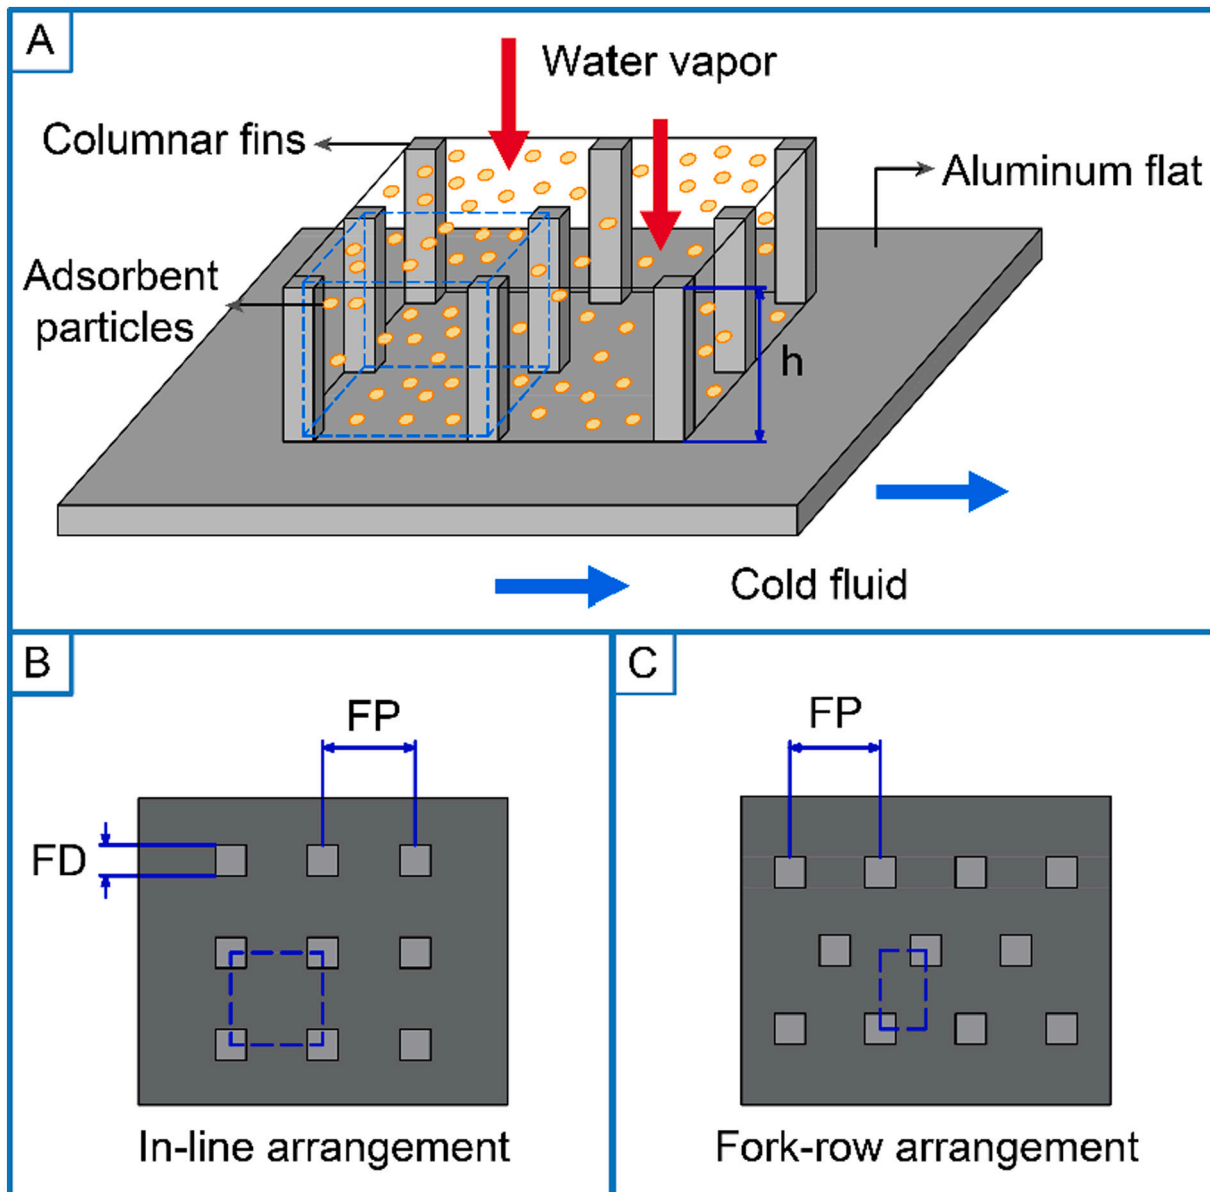 A
Water vapor
Columnar fins
Aluminum flat
Adsorbent
particles
h
Cold fluid
B
FP
FD
In-line arrangement
C
FP
Fork-row arrangement